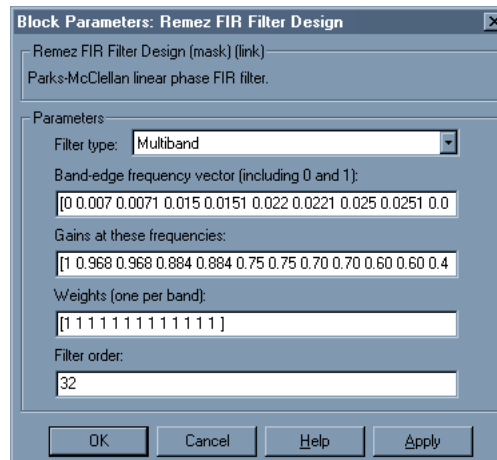 Block Parameters: Remez FIR Filter Design
Remez FIR Filter Design (mask) (link)
Parks-McClellan linear phase FIR filter.
Parameters
Filter type: Multiband
Band-edge frequency vector (including 0 and 1):
[0 0.007 0.0071 0.015 0.0151 0.022 0.0221 0.025 0.0251 0.0
Gains at these frequencies:
[1 0.968 0.968 0.884 0.884 0.75 0.75 0.70 0.70 0.60 0.60 0.4
Weights (one per band):
[1 1 1 1 1 1 1 1 1 1 1 1 1 ]
Filter order:
32
OK Cancel Help Apply